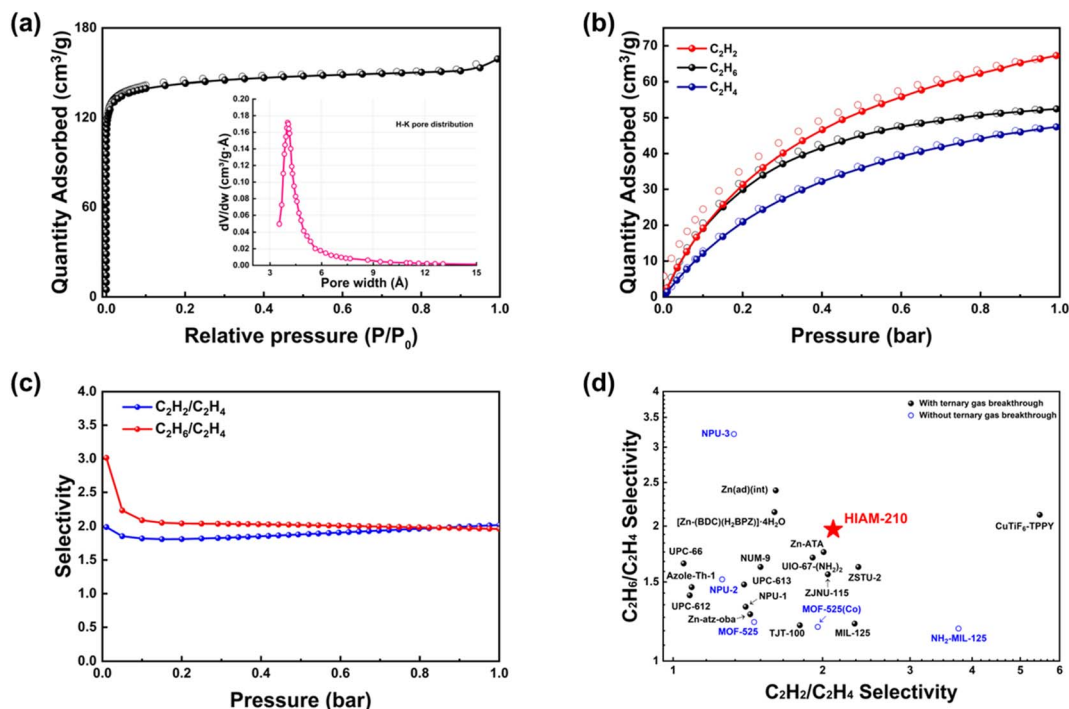 (a)
180
120
60
0
Quantity Adsorbed (cm³/g)
0.0 0.2 0.4 0.6 0.8 1.0
Relative pressure (P/P₀)
H-K pore distribution
0.20
0.18
0.16
0.14
0.12
0.10
0.08
0.06
0.04
0.02
0.00
dV/dw (cm³/g·Å)
3 6 9 12 15
Pore width (Å)
(b)
C₂H₂
C₂H₆
C₂H₄
70
60
50
40
30
20
10
0
Quantity Adsorbed (cm³/g)
0.0 0.2 0.4 0.6 0.8 1.0
Pressure (bar)
(c)
C₂H₂/C₂H₄
C₂H₆/C₂H₄
4.0
3.5
3.0
2.5
2.0
1.5
1.0
0.5
0.0
Selectivity
0.0 0.2 0.4 0.6 0.8 1.0
Pressure (bar)
(d)
With ternary gas breakthrough
Without ternary gas breakthrough
4
3.5
3
2.5
2
1.5
1
C₂H₆/C₂H₄ Selectivity
NPU-3
Zn(ad)(int)
[Zn-(BDC)(H₂BPZ)]·4H₂O
HIAM-210
CuTiF₆-TPPY
Zn-ATA
UPC-66
NUM-9
UIO-67-(NH₂)₂
ZSTU-2
Azole-Th-1
NPU-2
UPC-613
ZJNU-115
UPC-612
NPU-1
Zn-atz-oba
MOF-525(Co)
MOF-525
TJT-100
MIL-125
NH₂-MIL-125
1 2 3 4 5 6
C₂H₂/C₂H₄ Selectivity